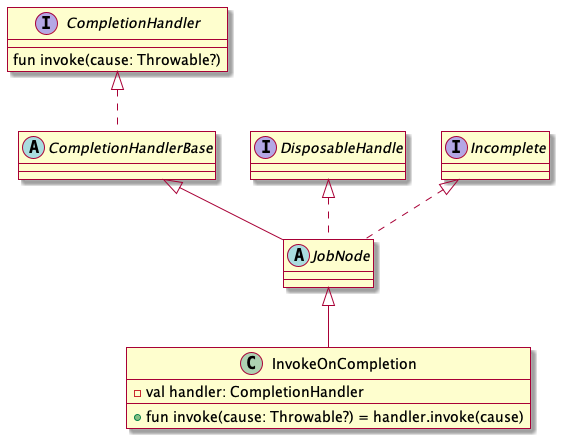 I CompletionHandler
fun invoke(cause: Throwable?)
A CompletionHandlerBase
I DisposableHandle
I Incomplete
A JobNode
C InvokeOnCompletion
val handler: CompletionHandler
fun invoke(cause: Throwable?) = handler.invoke(cause)